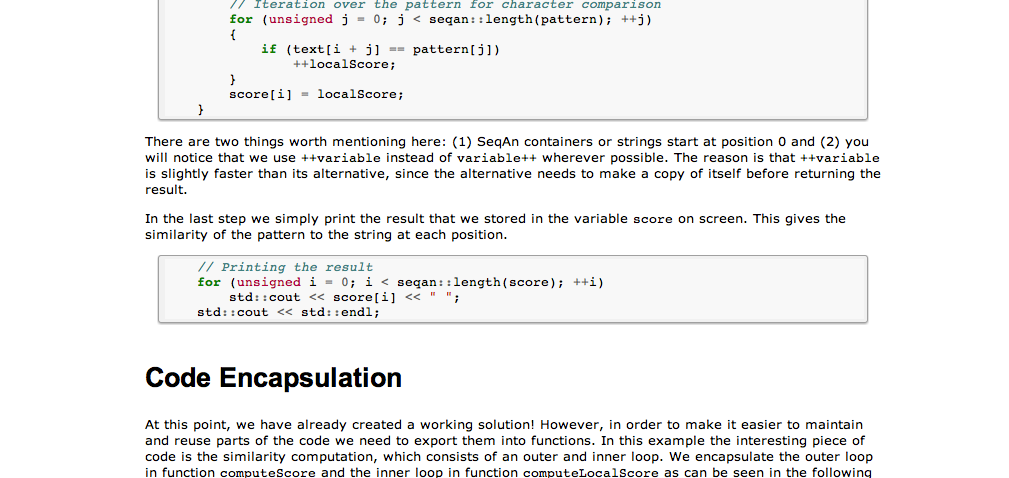 // Iteration over the pattern for character comparison
for (unsigned j = 0; j < seqan::length(pattern); ++j)
{
if (text[i + j] == pattern[j])
++localScore;
}
score[i] = localScore;
}
There are two things worth mentioning here: (1) SeqAn containers or strings start at position 0 and (2) you
will notice that we use ++variable instead of variable++ wherever possible. The reason is that ++variable
is slightly faster than its alternative, since the alternative needs to make a copy of itself before returning the
result.
In the last step we simply print the result that we stored in the variable score on screen. This gives the
similarity of the pattern to the string at each position.
// Printing the result
for (unsigned i = 0; i < seqan::length(score); ++i)
std::cout << score[i] << " ";
std::cout << std::endl;
Code Encapsulation
At this point, we have already created a working solution! However, in order to make it easier to maintain
and reuse parts of the code we need to export them into functions. In this example the interesting piece of
code is the similarity computation, which consists of an outer and inner loop. We encapsulate the outer loop
in function computeScore and the inner loop in function computeLocalScore as can be seen in the following